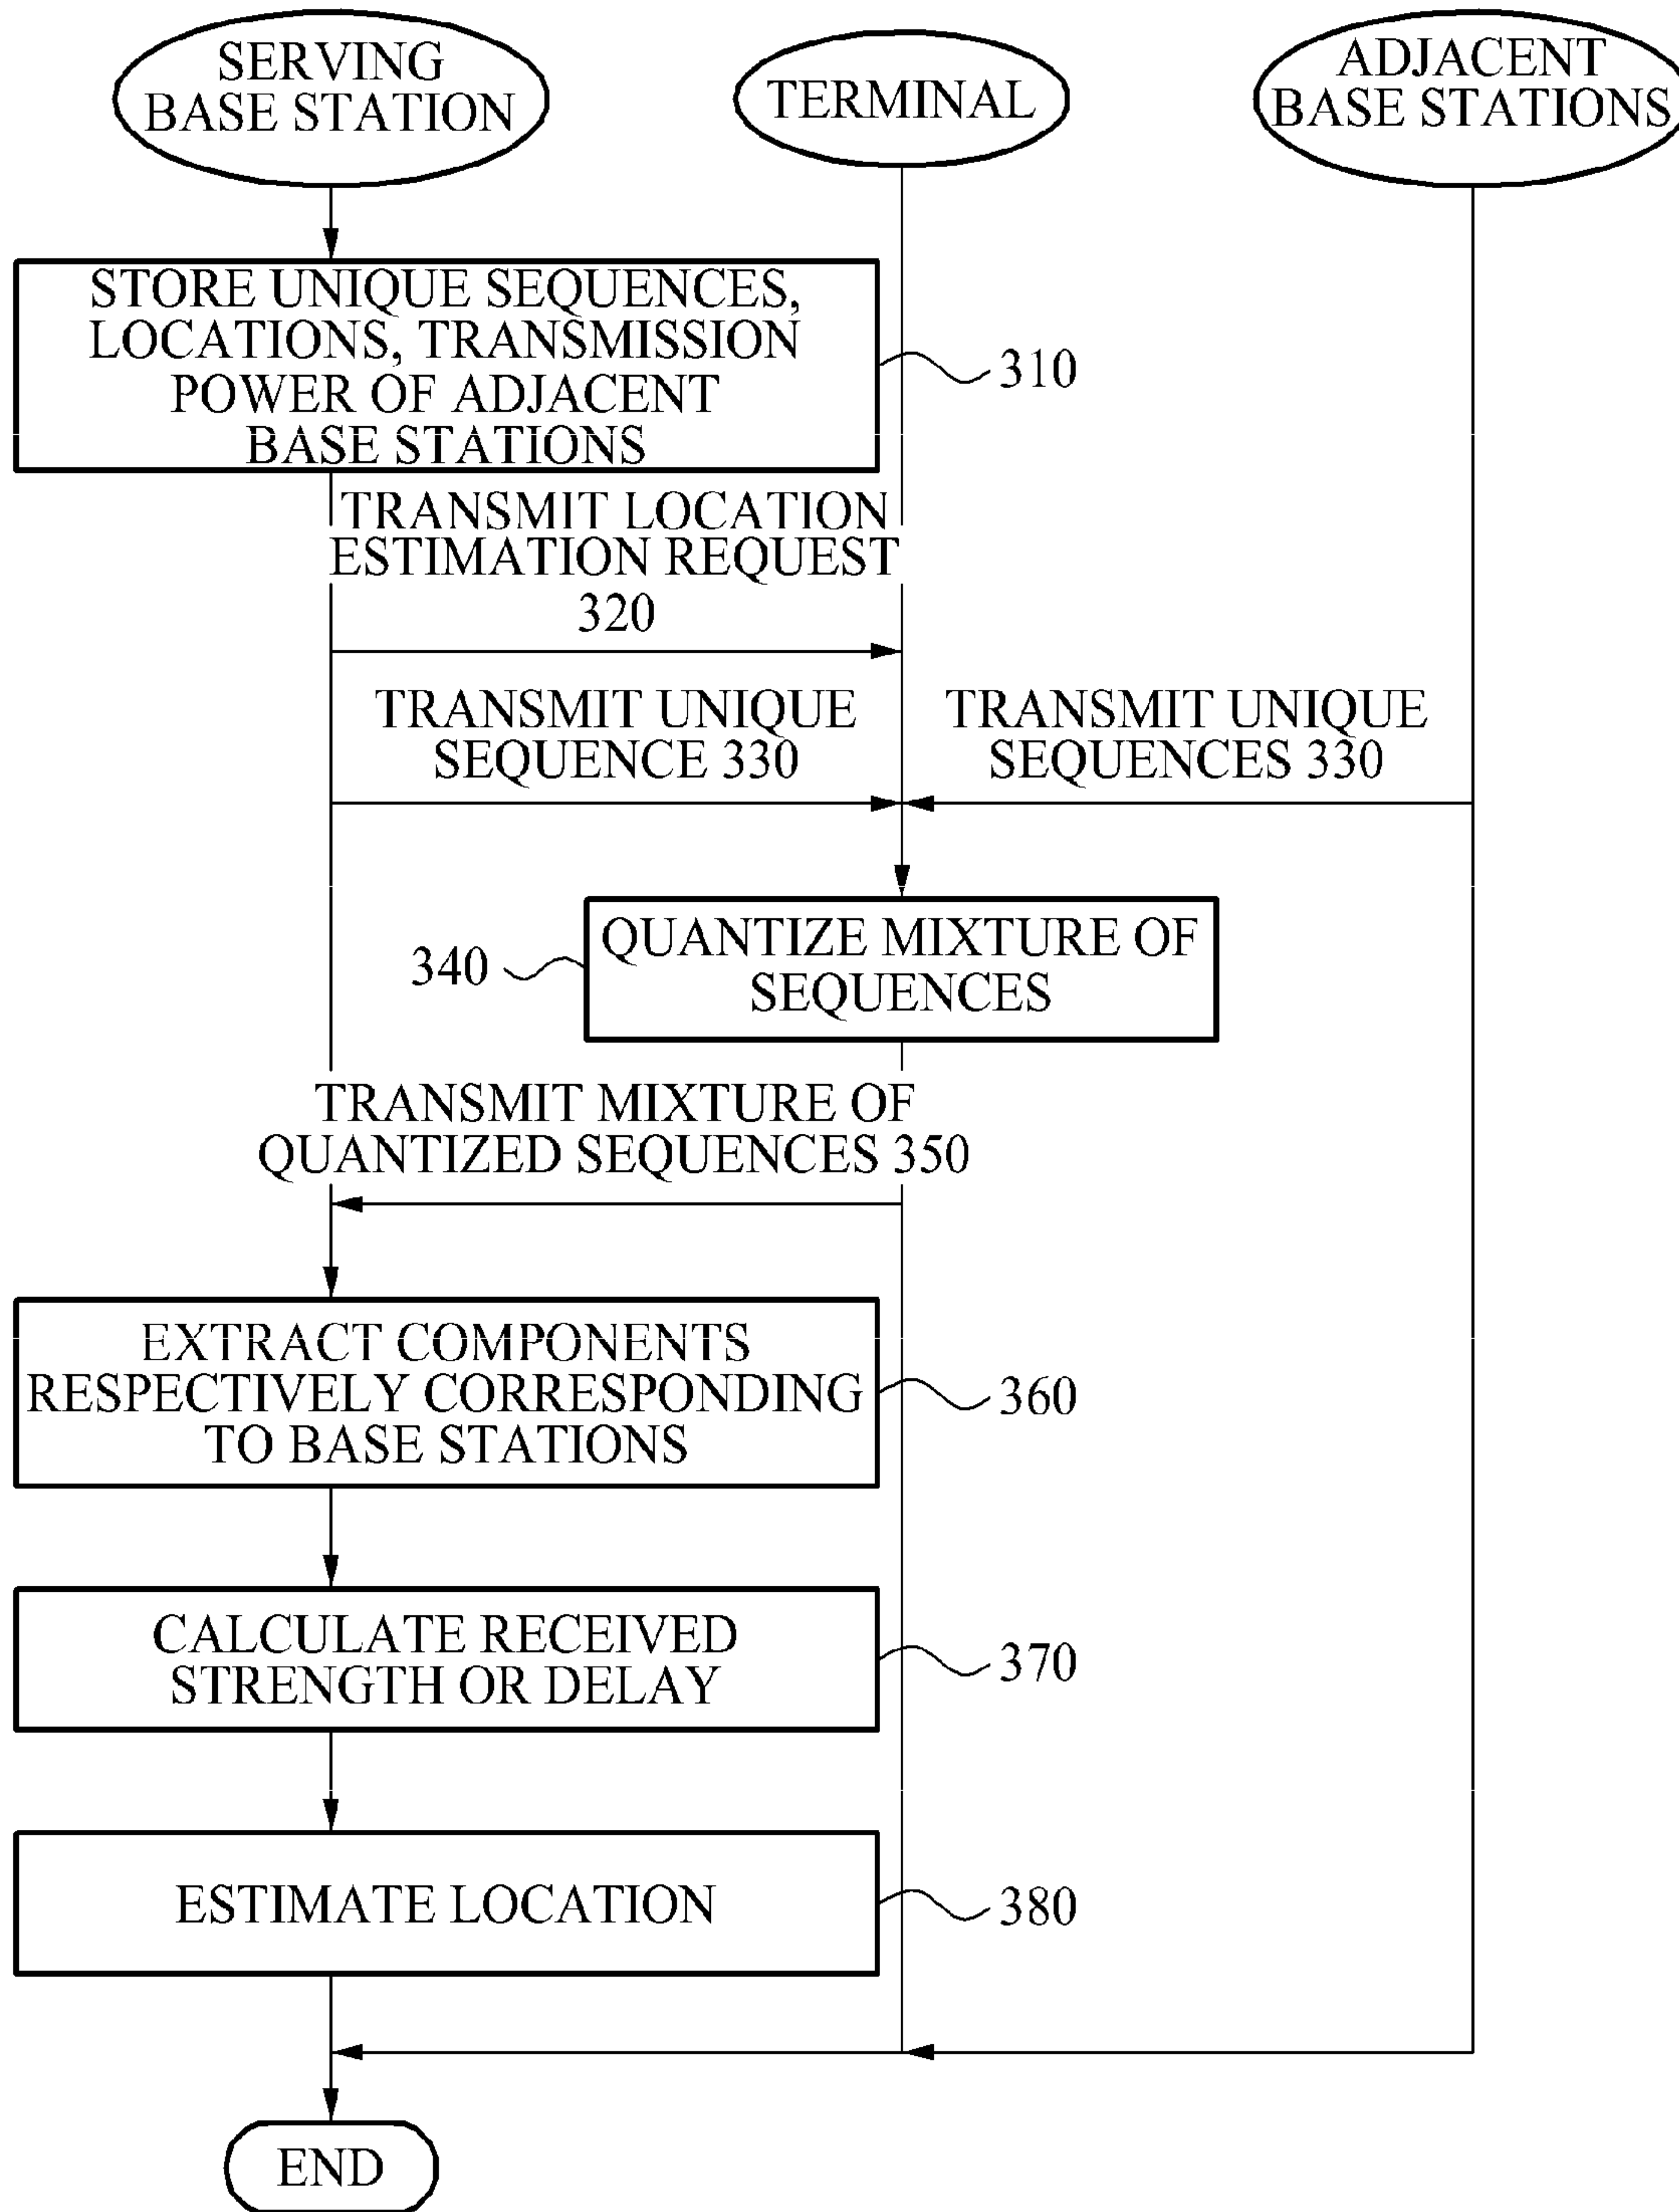 SERVING
BASE STATION
TERMINAL
ADJACENT
BASE STATIONS
STORE UNIQUE SEQUENCES,
LOCATIONS, TRANSMISSION
POWER OF ADJACENT
BASE STATIONS
310
TRANSMIT LOCATION
ESTIMATION REQUEST
320
TRANSMIT UNIQUE
SEQUENCE 330
TRANSMIT UNIQUE
SEQUENCES 330
340
QUANTIZE MIXTURE OF
SEQUENCES
TRANSMIT MIXTURE OF
QUANTIZED SEQUENCES 350
EXTRACT COMPONENTS
RESPECTIVELY CORRESPONDING
TO BASE STATIONS
360
CALCULATE RECEIVED
STRENGTH OR DELAY
370
ESTIMATE LOCATION
380
END